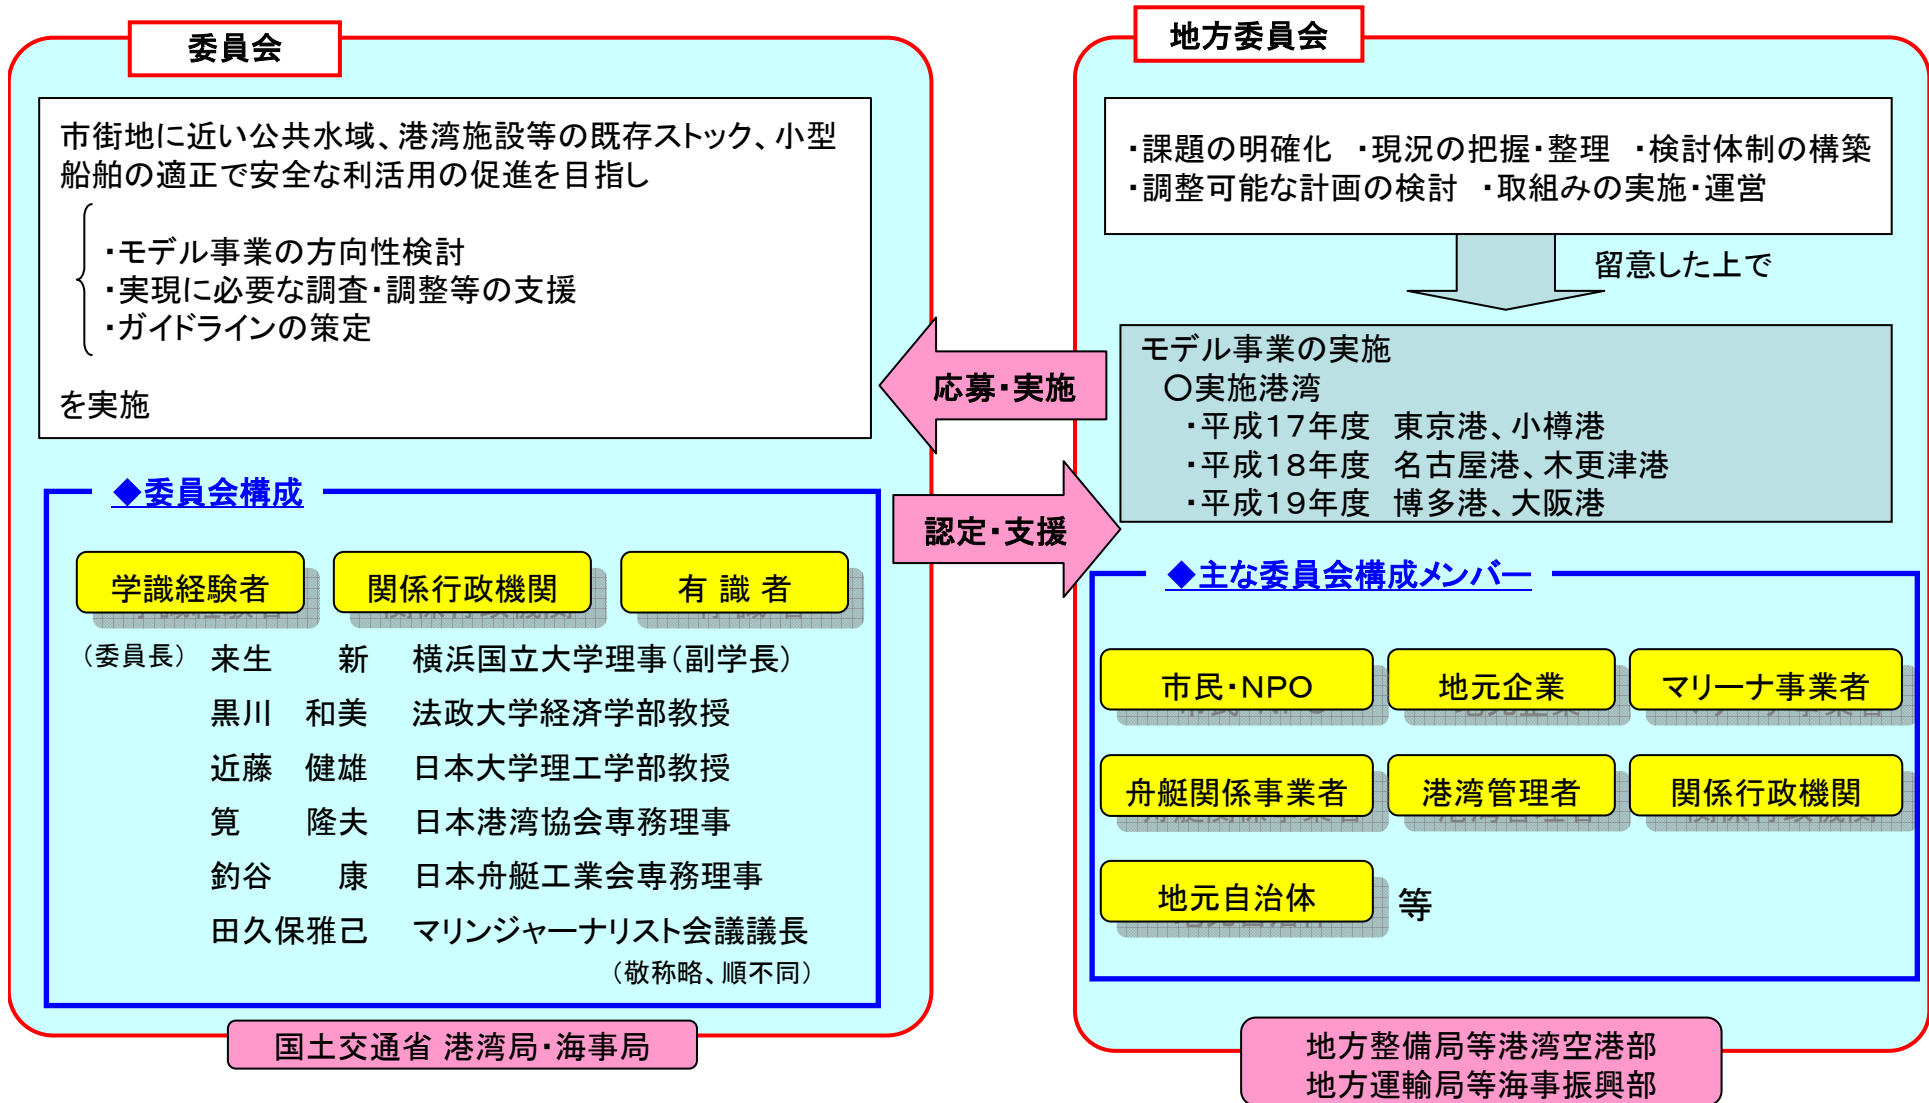 委員会
市街地に近い公共水域、港湾施設等の既存ストック、小型
船舶の適正で安全な利活用の促進を目指し
・モデル事業の方向性検討
・実現に必要な調査・調整等の支援
・ガイドラインの策定
を実施
◆委員会構成
学識経験者
関係行政機関
有 識 者
（委員長） 来生　　新　横浜国立大学理事（副学長）
黒川　和美　法政大学経済学部教授
近藤　健雄　日本大学理工学部教授
筧　　隆夫　日本港湾協会専務理事
釣谷　　康　日本舟艇工業会専務理事
田久保雅己　マリンジャーナリスト会議議長
（敬称略、順不同）
国土交通省 港湾局・海事局
応募・実施
認定・支援
地方委員会
・課題の明確化　・現況の把握・整理　・検討体制の構築
・調整可能な計画の検討　・取組みの実施・運営
留意した上で
モデル事業の実施
○実施港湾
・平成１７年度　東京港、小樽港
・平成１８年度　名古屋港、木更津港
・平成１９年度　博多港、大阪港
◆主な委員会構成メンバー
市民・NPO
地元企業
マリーナ事業者
舟艇関係事業者
港湾管理者
関係行政機関
地元自治体
等
地方整備局等港湾空港部
地方運輸局等海事振興部